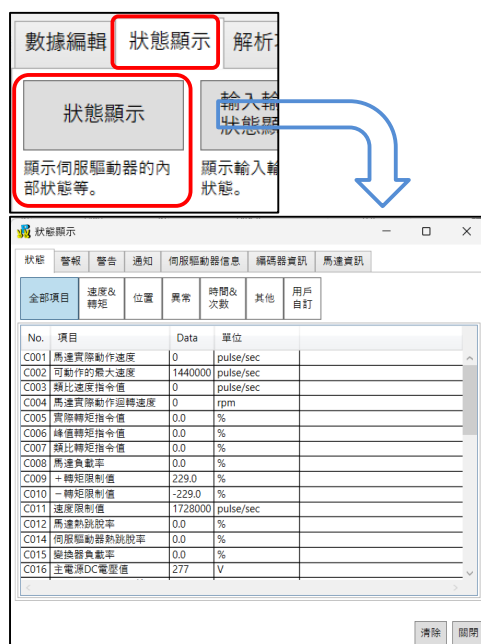 數據編輯 狀態顯示 解析
狀態顯示
顯示伺服驅動器的內
部狀態等。
輸入輸
狀態顯
顯示輸入輸
狀態。
狀態顯示
狀態 警報 警告 通知 伺服驅動器信息 編碼器資訊 馬達資訊
全部項目 速度&轉矩 位置 異常 時間&次數 其他 用戶自訂
No. 項目 Data 單位
C001 馬達實際動作速度 0 pulse/sec
C002 可動作的最大速度 1440000 pulse/sec
C003 類比速度指令值 0 pulse/sec
C004 馬達實際動作迴轉速度 0 rpm
C005 實際轉矩指令值 0.0 %
C006 峰值轉矩指令值 0.0 %
C007 類比轉矩指令值 0.0 %
C008 馬達負載率 0.0 %
C009 +轉矩限制值 229.0 %
C010 -轉矩限制值 -229.0 %
C011 速度限制值 1728000 pulse/sec
C012 馬達熱跳脫率 0.0 %
C014 伺服驅動器熱跳脫率 0.0 %
C015 變換器負載率 0.0 %
C016 主電源DC電壓值 277 V
清除 關閉